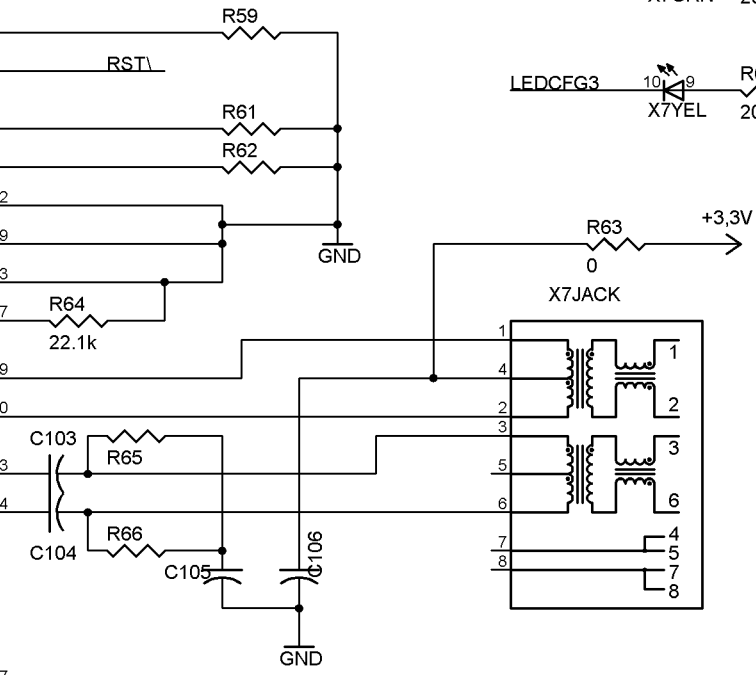 R59
RST\
LEDCFG3
10
9
X7YEL
R61
R62
2
9
GND
R63
0
+3,3V
3
7
R64
22.1k
X7JACK
1
1
9
4
0
2
2
C103
R65
3
3
3
5
4
6
6
R66
C104
C105
C106
7
4
5
8
7
8
GND